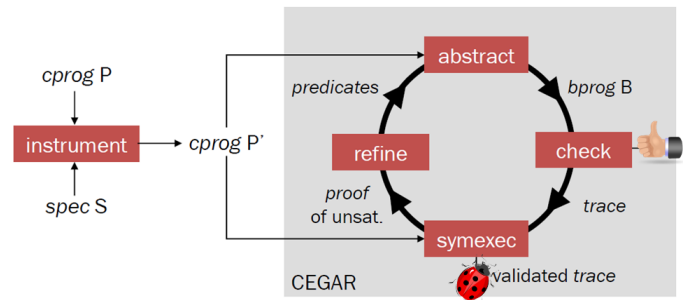 abstract
cprog P
predicates
bprog B
instrument
cprog P’
refine
check
proof
of unsat.
trace
spec S
symexec
validated trace
CEGAR